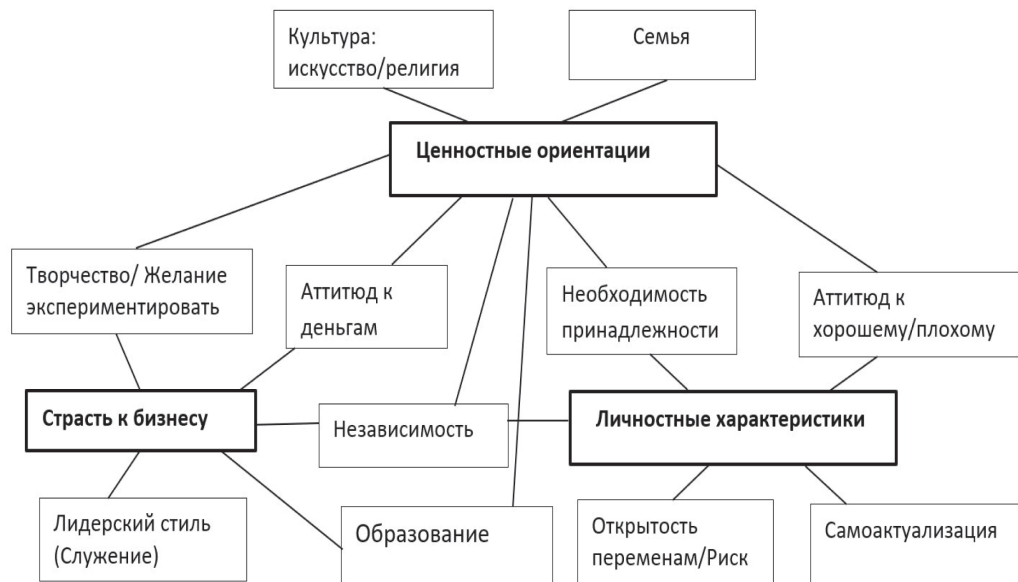 Культура:
искусство/религия
Семья
Ценностные ориентации
Творчество/ Желание
экспериментировать
Аттитюд к
деньгам
Необходимость
принадлежности
Аттитюд к
хорошему/плохому
Страсть к бизнесу
Независимость
Личностные характеристики
Лидерский стиль
(Служение)
Образование
Открытость
переменам/Риск
Самоактуализация